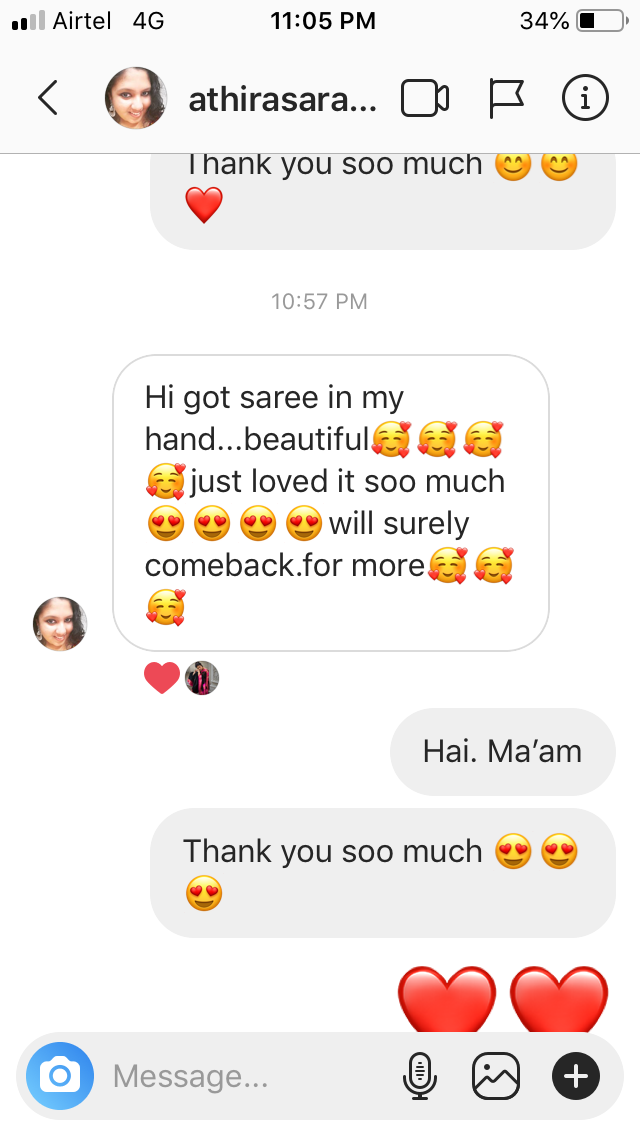 Airtel 4G 11:05 PM 34%
athirasara...
Thank you soo much 😊😊
❤️
10:57 PM
Hi got saree in my
hand...beautiful🥰🥰🥰
🥰just loved it soo much
😍😍😍😍will surely
comeback.for more🥰🥰
🥰
Hai. Ma’am
Thank you soo much 😍😍
😍
❤️❤️
Message...